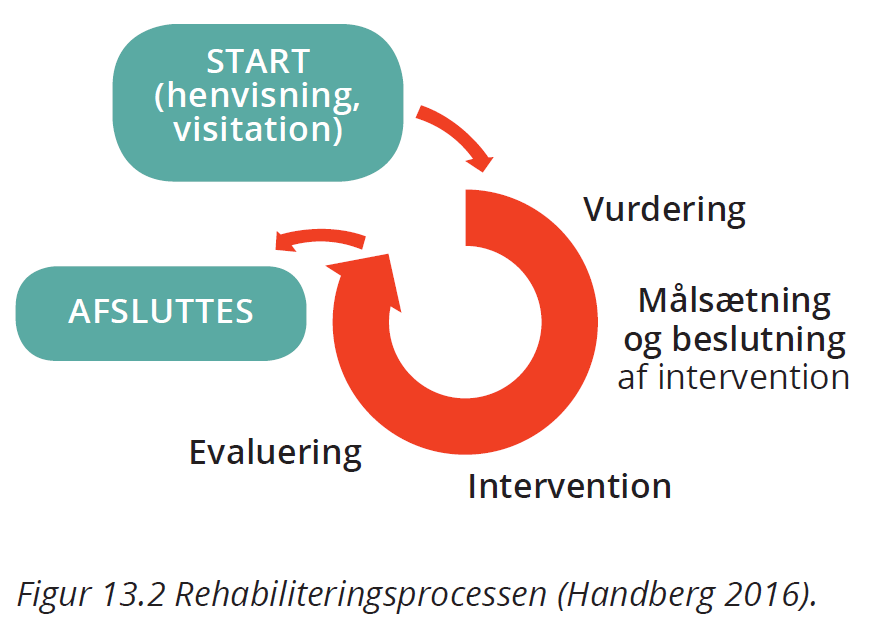 START
(henvisning,
visitation)
Vurdering
Målsætning
og beslutning
af intervention
Intervention
Evaluering
AFSLUTTES
Figur 13.2 Rehabiliteringsprocessen (Handberg 2016).